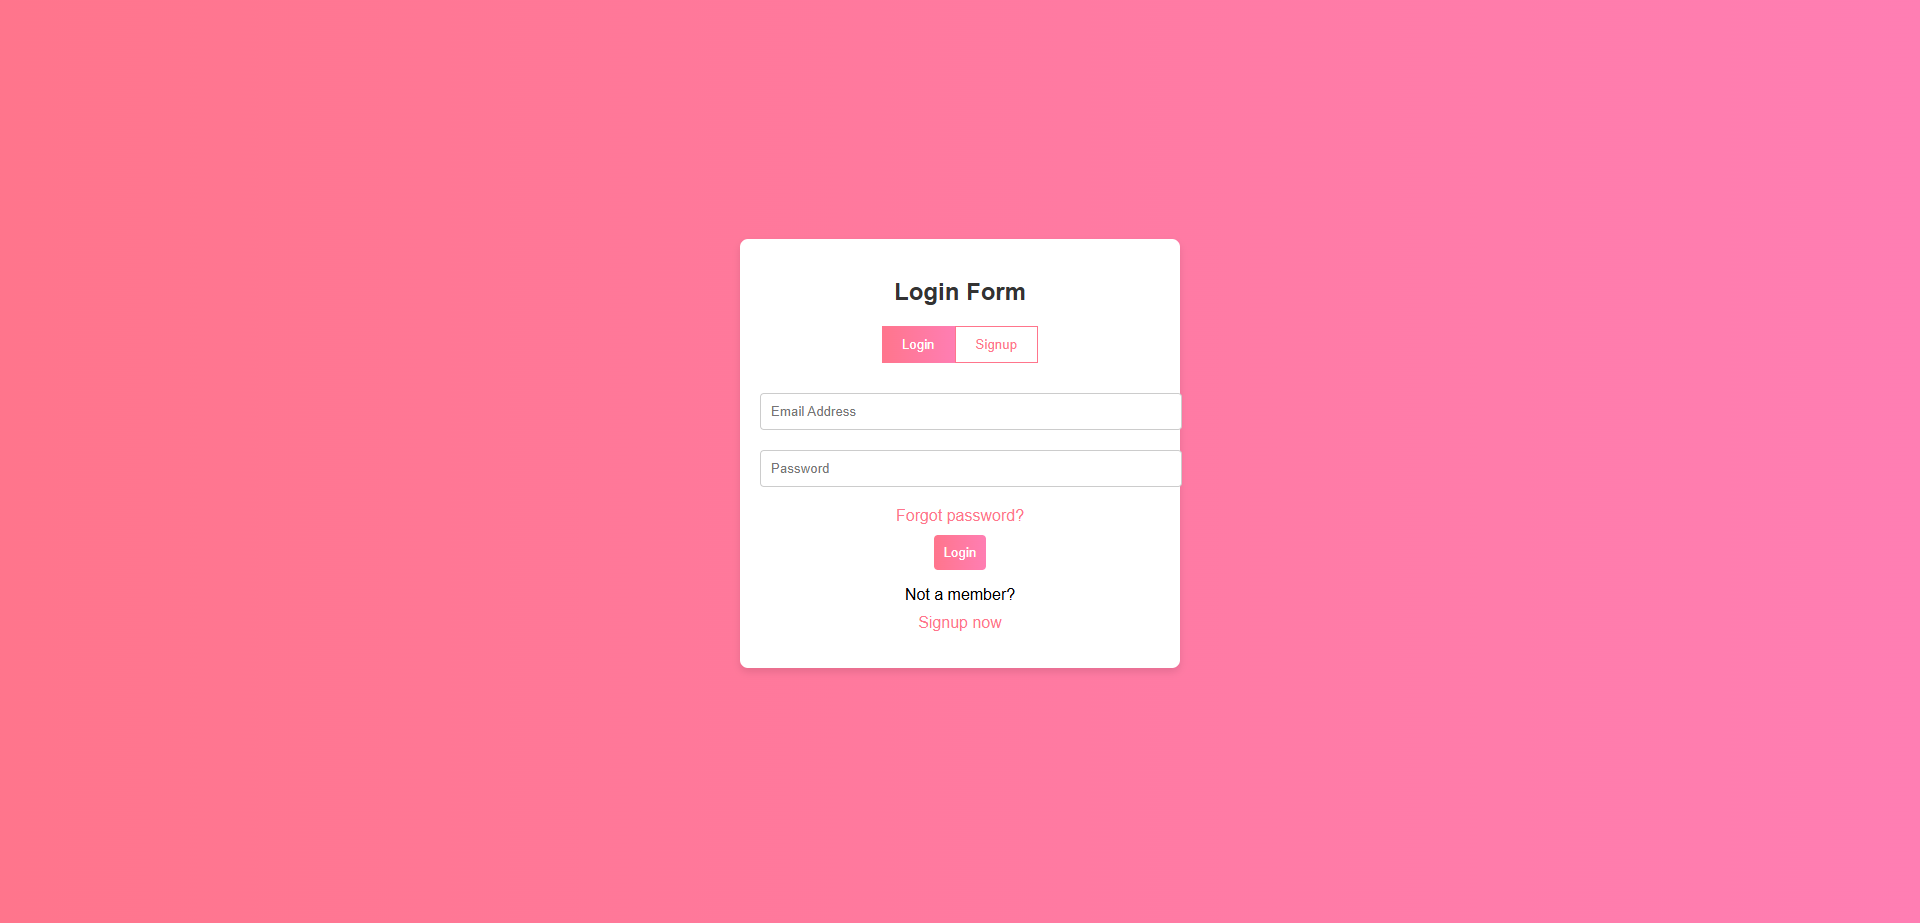 Login Form
Login Signup
Email Address
Password
Forgot password?
Login
Not a member?
Signup now